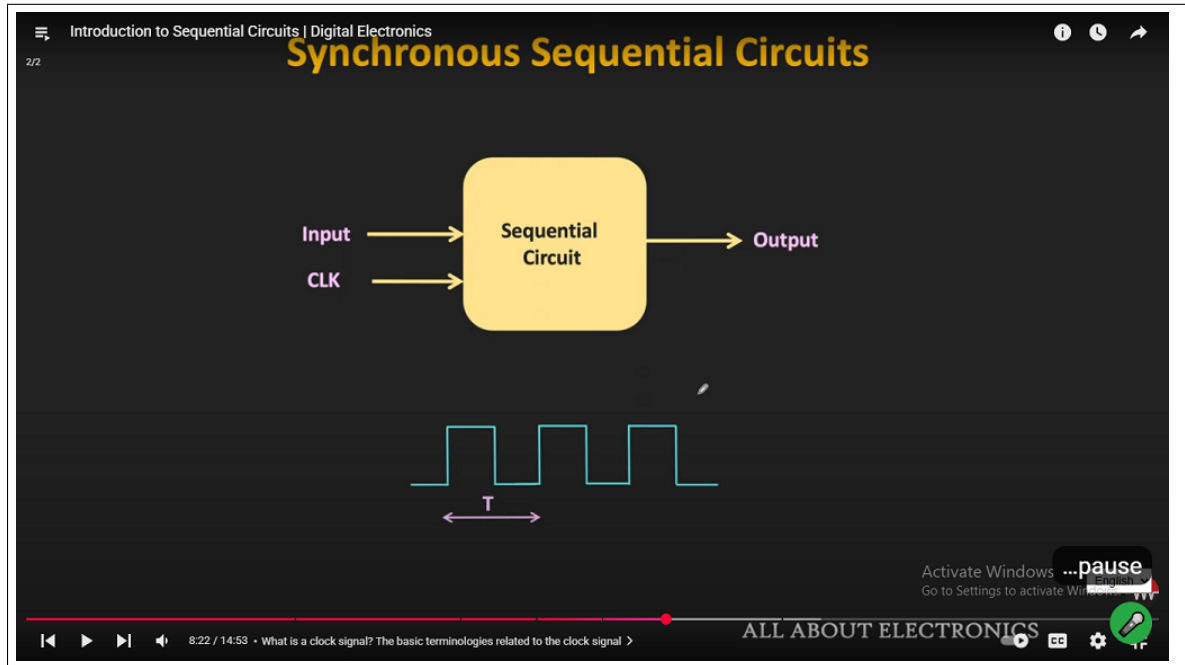 Introduction to Sequential Circuits | Digital Electronics
2/2
Synchronous Sequential Circuits
Input
CLK
Sequential
Circuit
Output
T
Activate Windows
Go to Settings to activate Windows.
...pause
English
8:22 / 14:53 • What is a clock signal? The basic terminologies related to the clock signal >
ALL ABOUT ELECTRONICS
CC